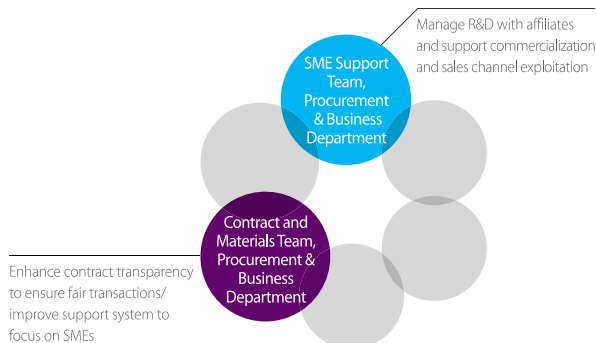 Manage R&D with affiliates
and support commercialization
and sales channel exploitation
SME Support
Team,
Procurement
& Business
Department
Contract and
Materials Team,
Procurement &
Business
Department
Enhance contract transparency
to ensure fair transactions/
improve support system to
focus on SMEs